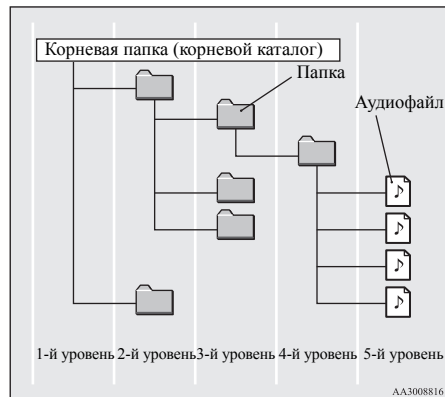 Корневая папка (корневой каталог)
Папка
Аудиофайл
1-й уровень 2-й уровень 3-й уровень 4-й уровень 5-й уровень
AA3008816